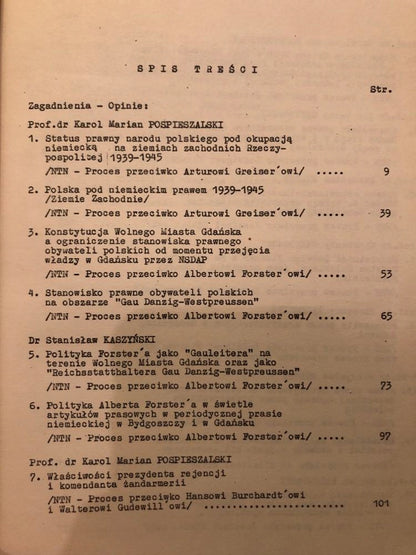 SPIS TREŚCI
Str.
Zagadnienia - Opinie:
Prof.dr Karol Marian POSPIESZALSKI
1. Status prawny narodu polskiego pod okupacją
niemiecką na ziemiach zachodnich Rzeczy-
pospolitej 1939-1945
/NTN - Proces przeciwko Arturowi Greiser'owi/ ..... 9
2. Polska pod niemieckim prawem 1939-1945
/Ziemie Zachodnie/
/NTN - Proces przeciwko Arturowi Greiser'owi/ ..... 39
3. Konstytucja Wolnego Miasta Gdańska
a ograniczenie stanowiska prawnego
obywateli polskich od momentu przejęcia
władzy w Gdańsku przez NSDAP
/NTN - Proces przeciwko Albertowi Forster'owi/ ..... 53
4. Stanowisko prawne obywateli polskich
na obszarze "Gau Danzig-Westpreussen"
/NTN - Proces przeciwko Albertowi Forster'owi/ ..... 65
Dr Stanisław KASZYŃSKI
5. Polityka Forster'a jako "Gauleitera" na
terenie Wolnego Miasta Gdańska oraz jako
"Reichsstatthaltera Gau Danzig-Westpreussen"
/NTN - Proces przeciwko Albertowi Forster'owi/ ..... 73
6. Polityka Alberta Forster'a w świetle
artykułów prasowych w periodycznej prasie
niemieckiej w Bydgoszczy i w Gdańsku
/NTN - Proces przeciwko Albertowi Forster'owi/ ..... 97
Prof. dr Karol Marian POSPIESZALSKI
7. Właściwości prezydenta rejencji
i komendanta żandarmerii
/NTN - Proces przeciwko Hansowi Burchardt'owi
i Walterowi Gudewill'owi/ ........................ 101